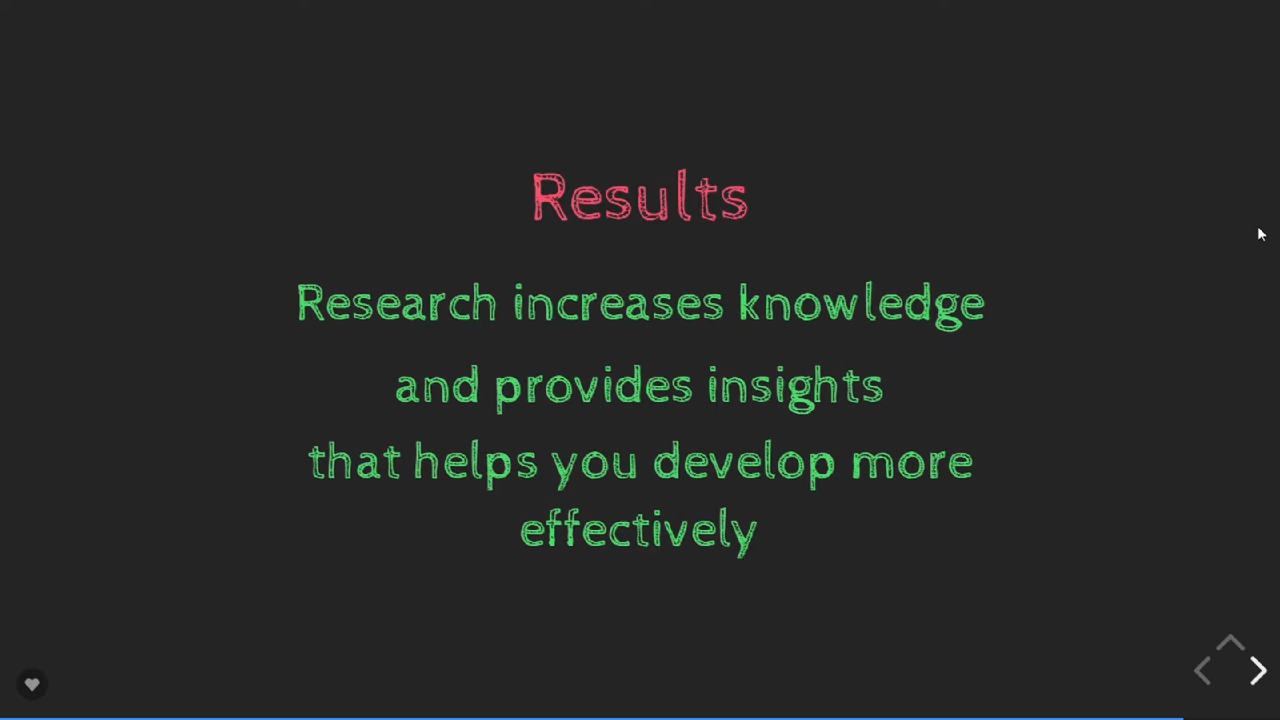 Results
Research increases knowledge
and provides insights
that helps you develop more
effectively